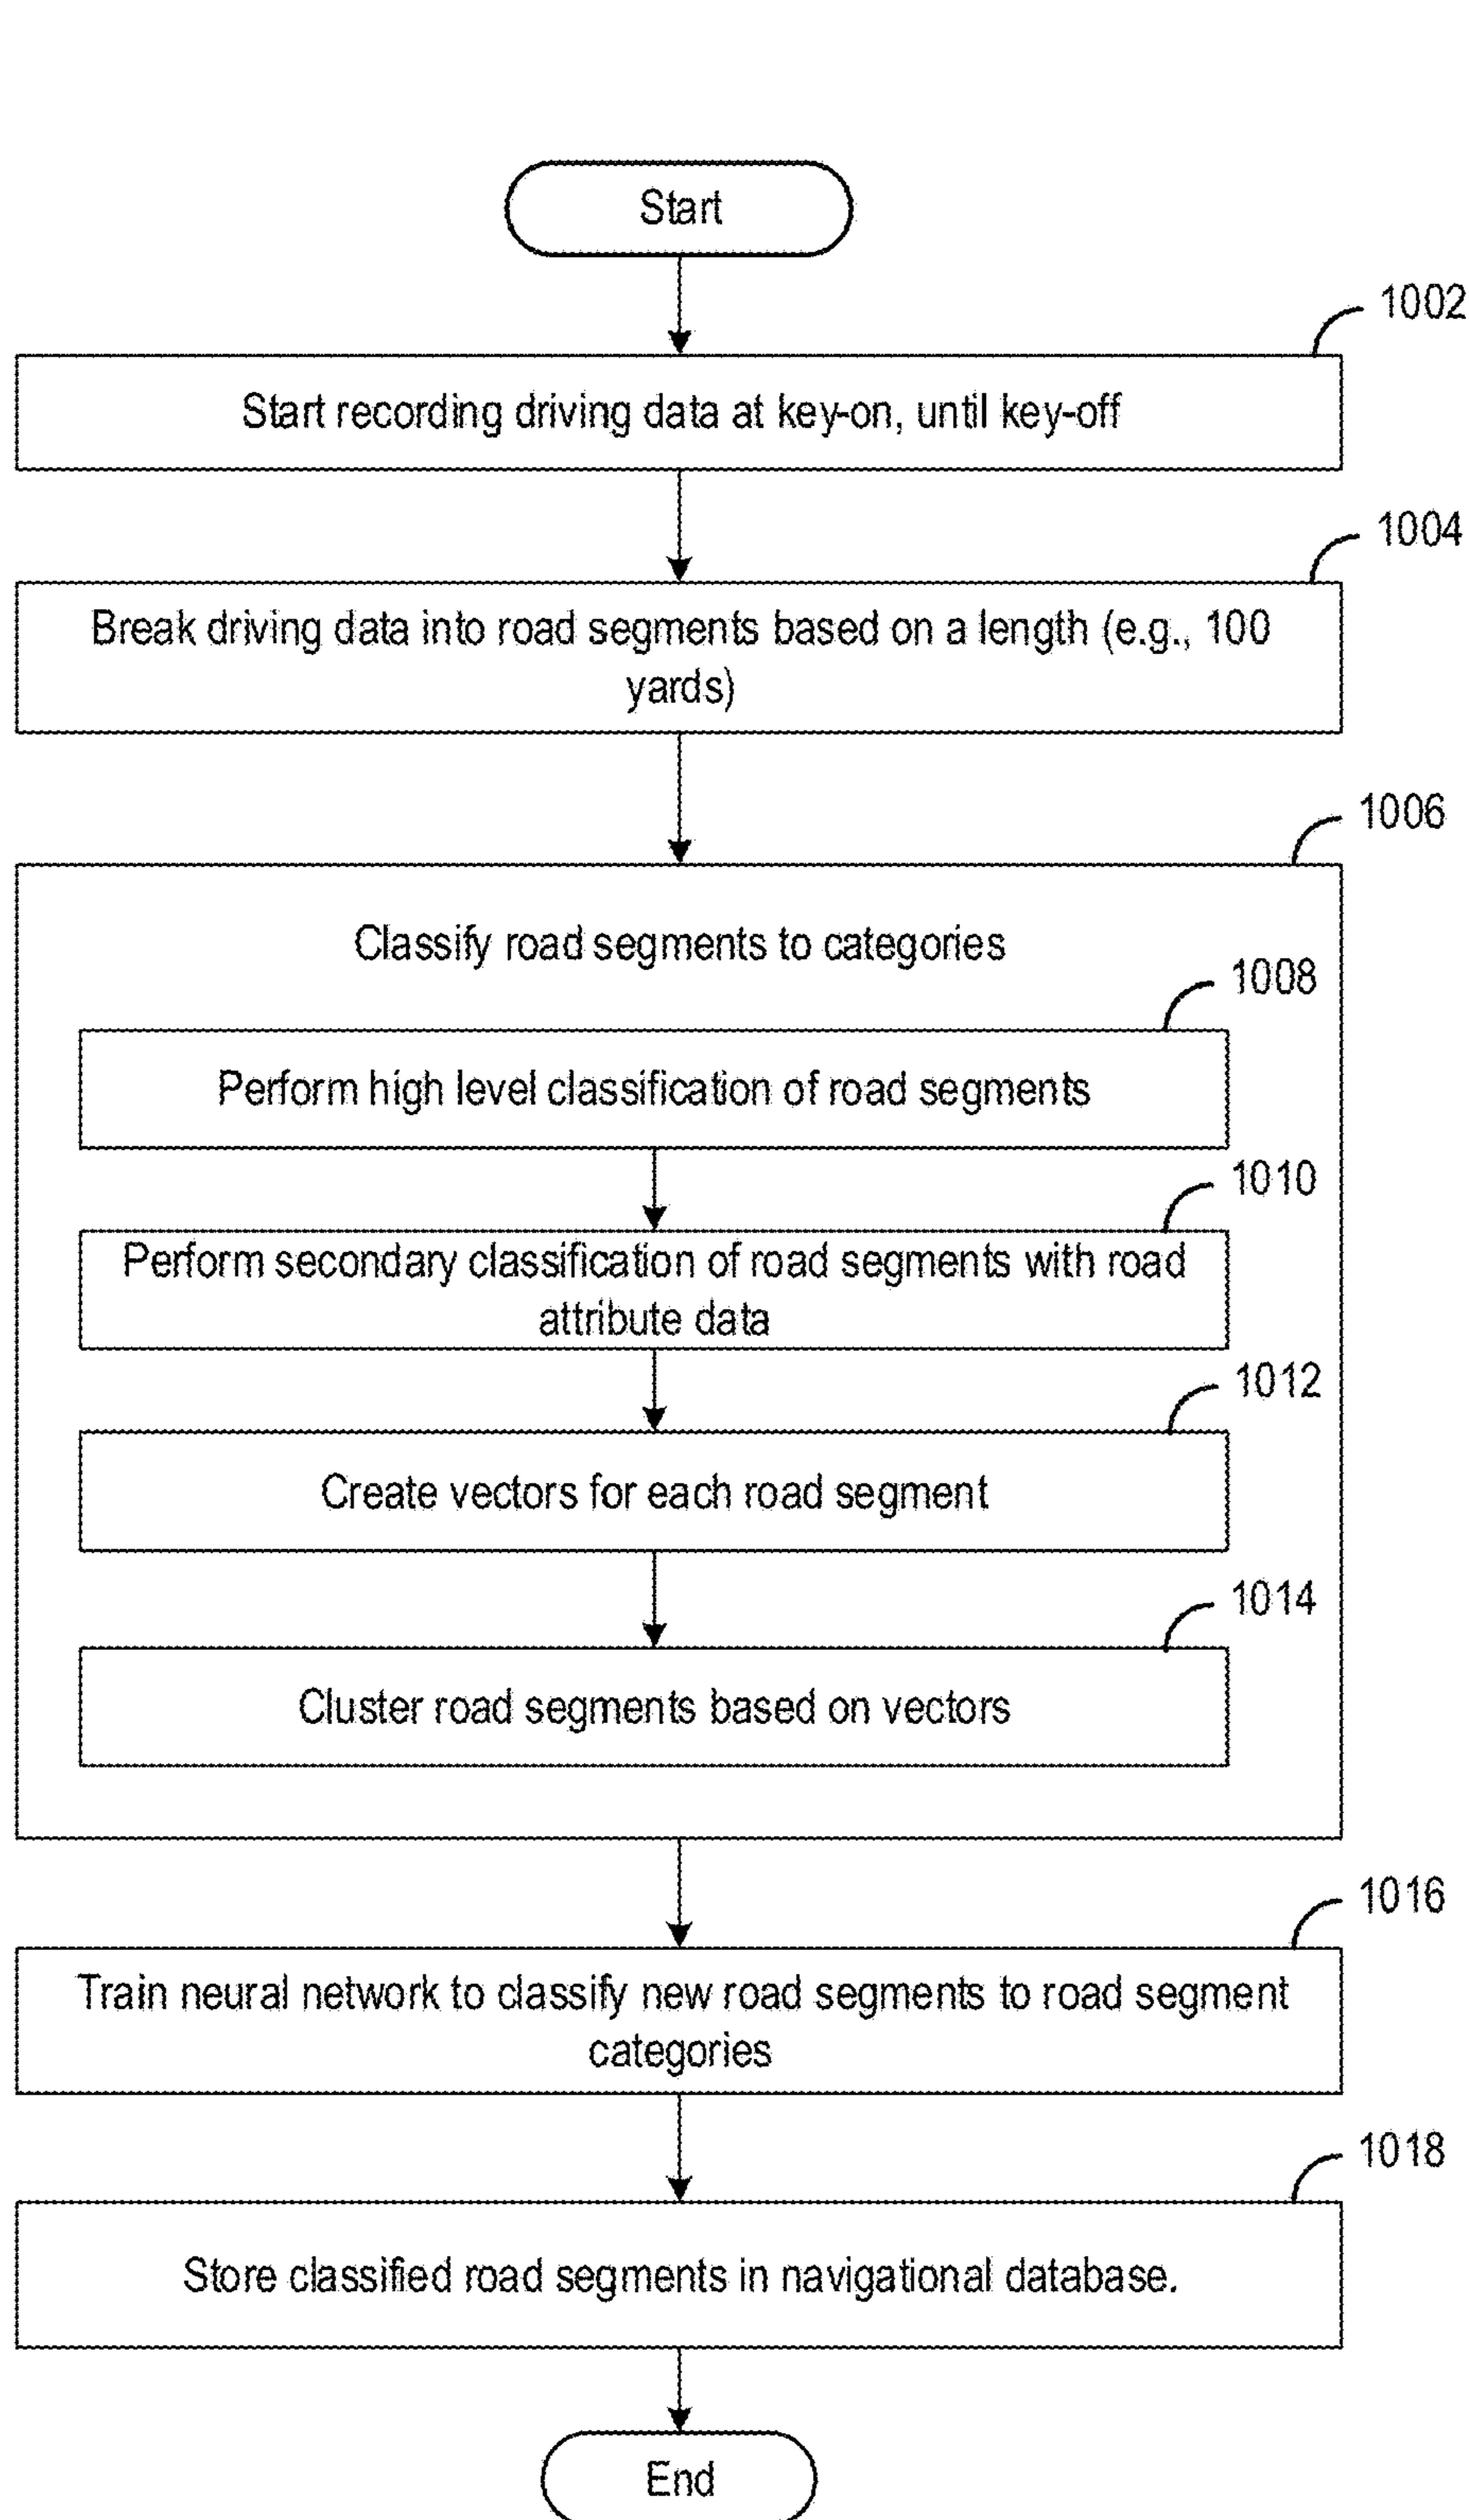 Start
1002
Start recording driving data at key-on, until key-off
1004
Break driving data into road segments based on a length (e.g., 100
yards)
1006
Classify road segments to categories
1008
Perform high level classification of road segments
1010
Perform secondary classification of road segments with road
attribute data
1012
Create vectors for each road segment
1014
Cluster road segments based on vectors
1016
Train neural network to classify new road segments to road segment
categories
1018
Store classified road segments in navigational database.
End